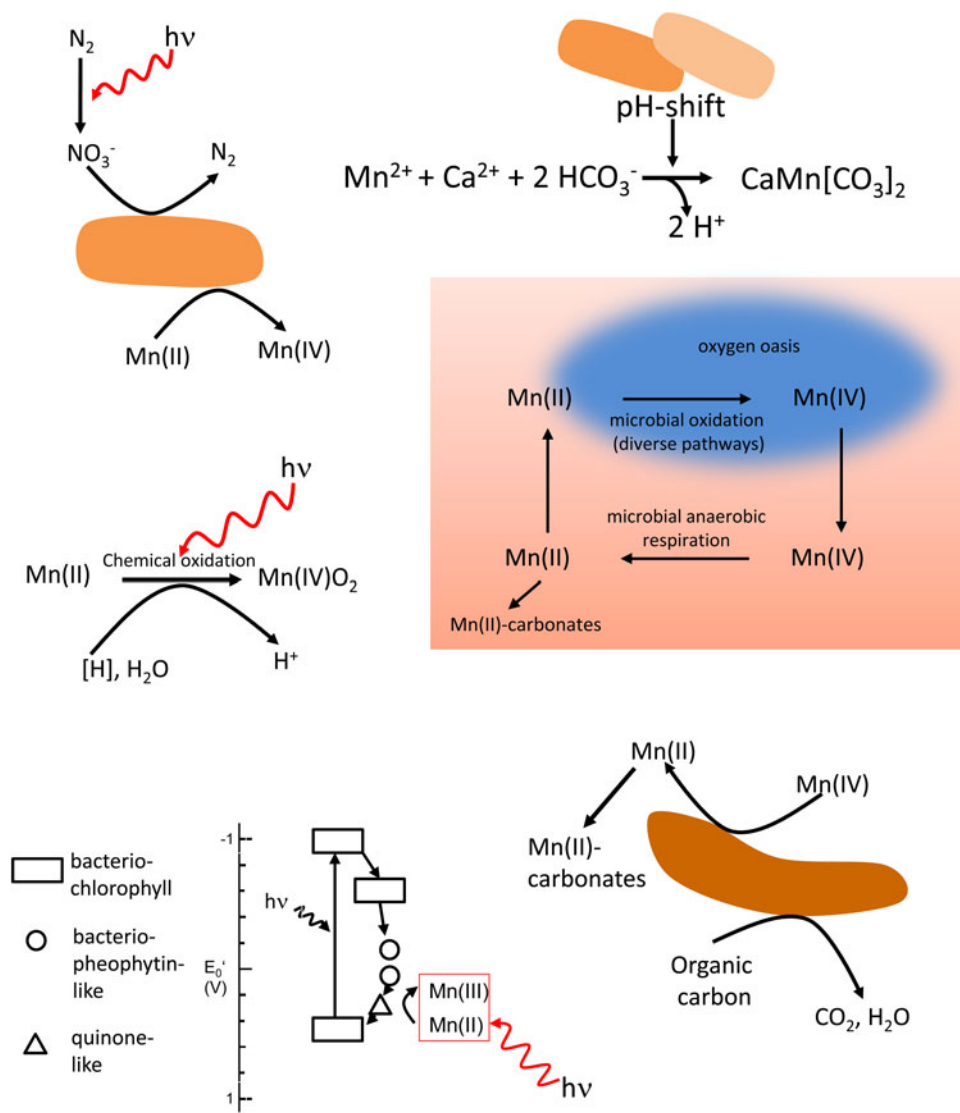 N₂
hν
NO₃⁻
N₂
Mn(II)
Mn(IV)
pH-shift
Mn²⁺ + Ca²⁺ + 2 HCO₃⁻
CaMn[CO₃]₂
2 H⁺
oxygen oasis
Mn(II)
Mn(IV)
microbial oxidation
(diverse pathways)
microbial anaerobic
respiration
Mn(II)
Mn(IV)
Mn(II)-carbonates
hν
Chemical oxidation
Mn(II)
Mn(IV)O₂
[H], H₂O
H⁺
Mn(II)
Mn(IV)
Mn(II)-
carbonates
Organic
carbon
CO₂, H₂O
bacterio-
chlorophyll
bacterio-
pheophytin-
like
quinone-
like
-1
E₀'
(V)
1
hν
Mn(III)
Mn(II)
hν